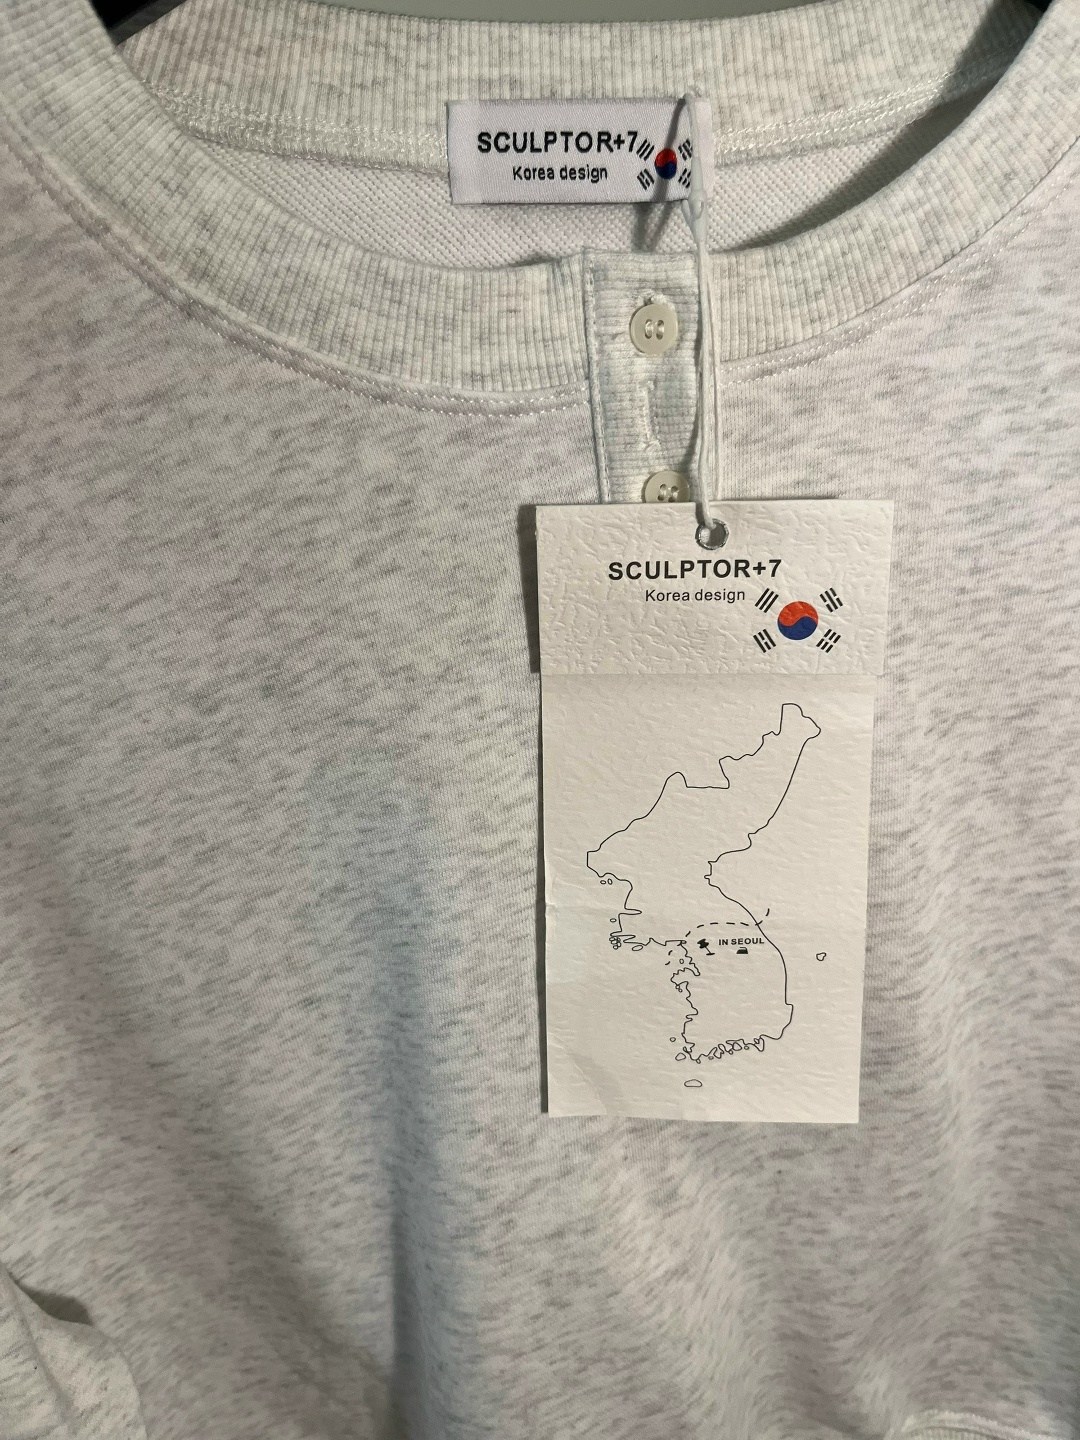 SCULPTOR+7
Korea design
SCULPTOR+7
Korea design
IN SEOUL